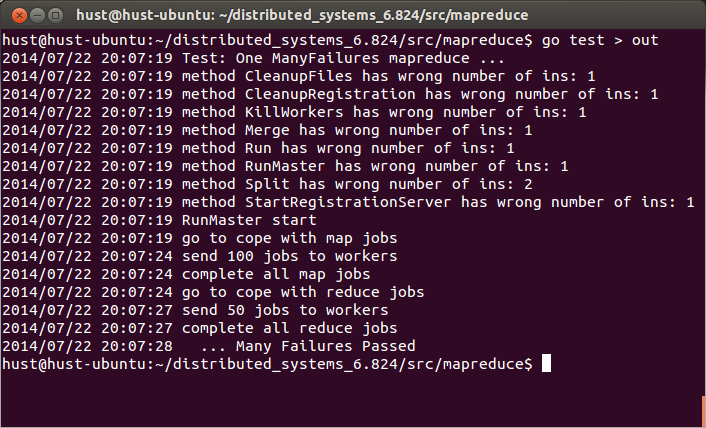 hust@hust-ubuntu: ~/distributed_systems_6.824/src/mapreduce
hust@hust-ubuntu:~/distributed_systems_6.824/src/mapreduce$ go test > out
2014/07/22 20:07:19 Test: One ManyFailures mapreduce ...
2014/07/22 20:07:19 method CleanupFiles has wrong number of ins: 1
2014/07/22 20:07:19 method CleanupRegistration has wrong number of ins: 1
2014/07/22 20:07:19 method KillWorkers has wrong number of ins: 1
2014/07/22 20:07:19 method Merge has wrong number of ins: 1
2014/07/22 20:07:19 method Run has wrong number of ins: 1
2014/07/22 20:07:19 method RunMaster has wrong number of ins: 1
2014/07/22 20:07:19 method Split has wrong number of ins: 2
2014/07/22 20:07:19 method StartRegistrationServer has wrong number of ins: 1
2014/07/22 20:07:19 RunMaster start
2014/07/22 20:07:19 go to cope with map jobs
2014/07/22 20:07:24 send 100 jobs to workers
2014/07/22 20:07:24 complete all map jobs
2014/07/22 20:07:24 go to cope with reduce jobs
2014/07/22 20:07:27 send 50 jobs to workers
2014/07/22 20:07:27 complete all reduce jobs
2014/07/22 20:07:28   ... Many Failures Passed
hust@hust-ubuntu:~/distributed_systems_6.824/src/mapreduce$